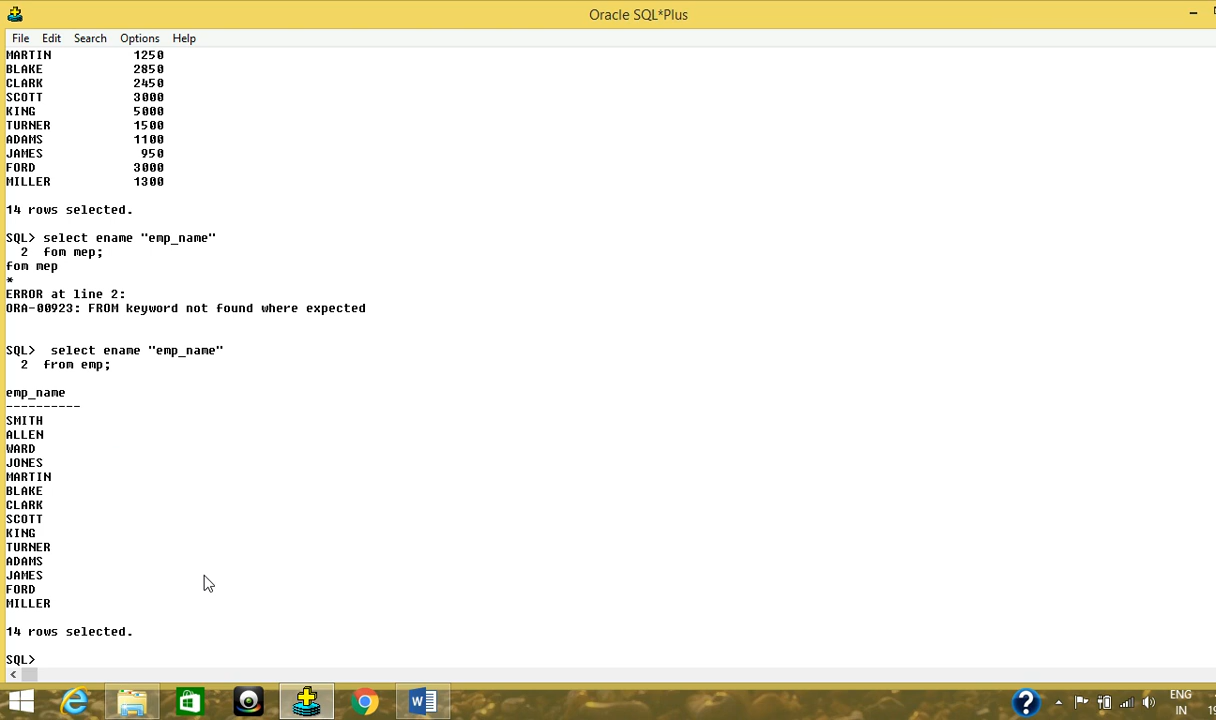 Oracle SQL*Plus
File Edit Search Options Help
MARTIN 1250
BLAKE 2850
CLARK 2450
SCOTT 3000
KING 5000
TURNER 1500
ADAMS 1100
JAMES 950
FORD 3000
MILLER 1300
14 rows selected.
SQL> select ename "emp_name"
2 fom mep;
fom mep
*
ERROR at line 2:
ORA-00923: FROM keyword not found where expected
SQL> select ename "emp_name"
2 from emp;
emp_name
----------
SMITH
ALLEN
WARD
JONES
MARTIN
BLAKE
CLARK
SCOTT
KING
TURNER
ADAMS
JAMES
FORD
MILLER
14 rows selected.
SQL>
ENG
IN